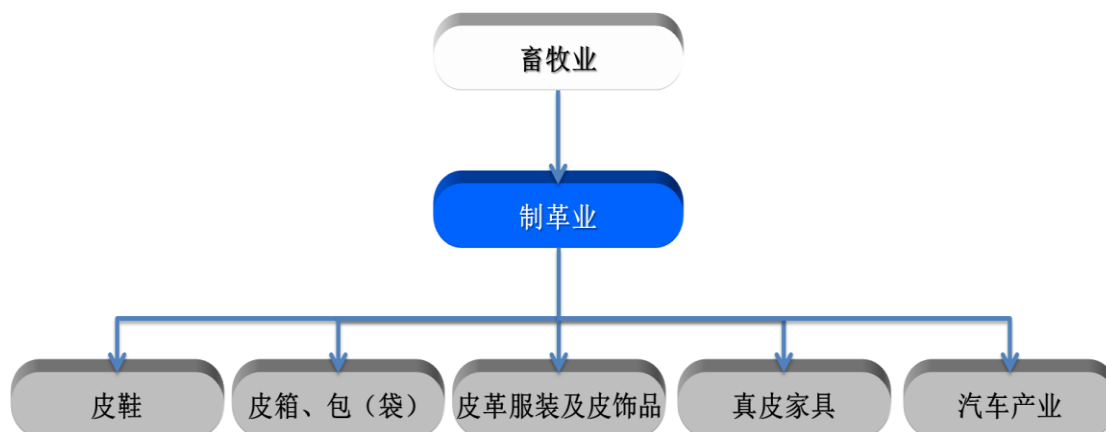 畜牧业
制革业
皮鞋
皮箱、包（袋）
皮革服装及皮饰品
真皮家具
汽车产业